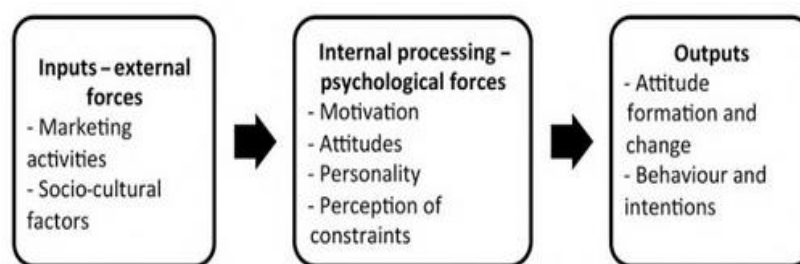 Inputs – external
forces
- Marketing
activities
- Socio-cultural
factors
Internal processing –
psychological forces
- Motivation
- Attitudes
- Personality
- Perception of
constraints
Outputs
- Attitude
formation and
change
- Behaviour and
intentions